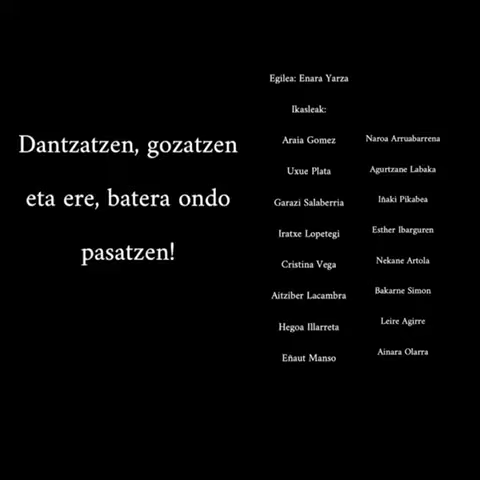 Dantzatzen, gozatzen
eta ere, batera ondo
pasatzen!
Egilea: Enara Yarza
Ikasleak:
Araia Gomez
Uxue Plata
Garazi Salaberria
Iratxe Lopetegi
Cristina Vega
Aitziber Lacambra
Hegoa Illarreta
Eñaut Manso
Naroa Arruabarrena
Agurtzane Labaka
Iñaki Pikabea
Esther Ibarguren
Nekane Artola
Bakarne Simon
Leire Agirre
Ainara Olarra